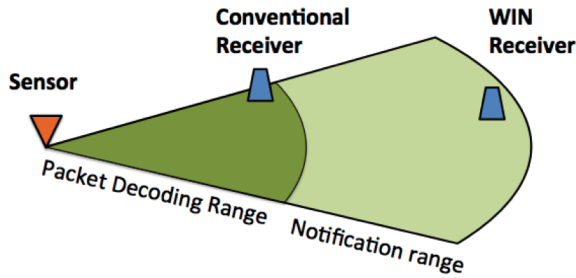 Conventional
Receiver
WIN
Receiver
Sensor
Packet Decoding Range
Notification range